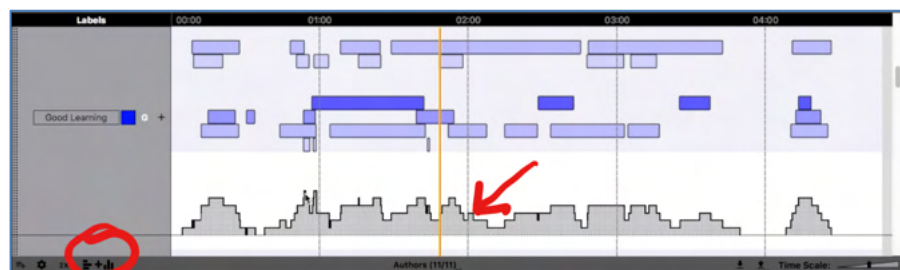 Labels 00:00 01:00 02:00 03:00 04:00
Good Learning G +
Authors (11/11) Time Scale: